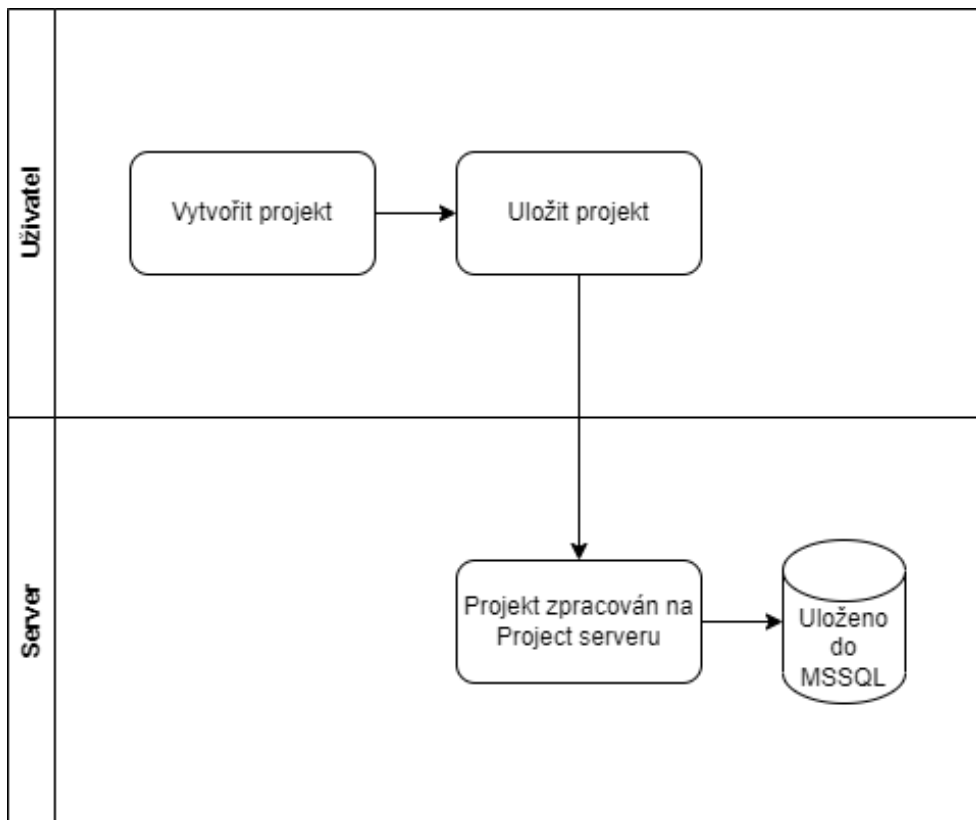 Uživatel
Vytvořit projekt
Uložit projekt
Server
Projekt zpracován na
Project serveru
Uloženo
do
MSSQL